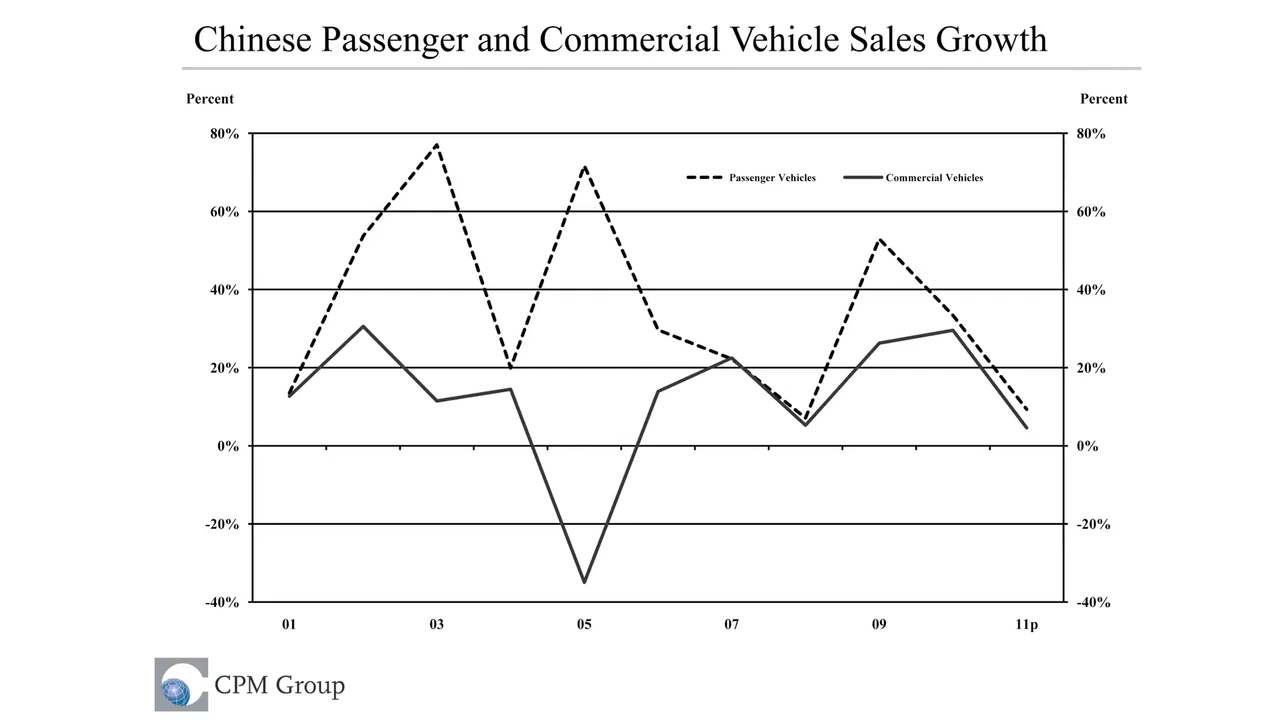 Chinese Passenger and Commercial Vehicle Sales Growth
Percent Percent
80% 80%
Passenger Vehicles Commercial Vehicles
60% 60%
40% 40%
20% 20%
0% 0%
-20% -20%
-40% -40%
01 03 05 07 09 11p
CPM Group